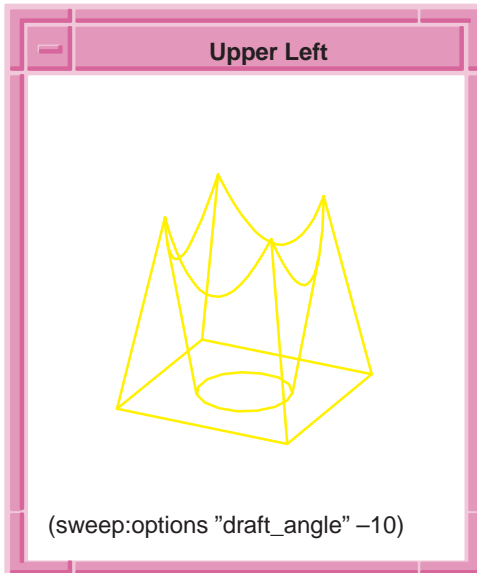 Upper Left
(sweep:options ”draft_angle” –10)